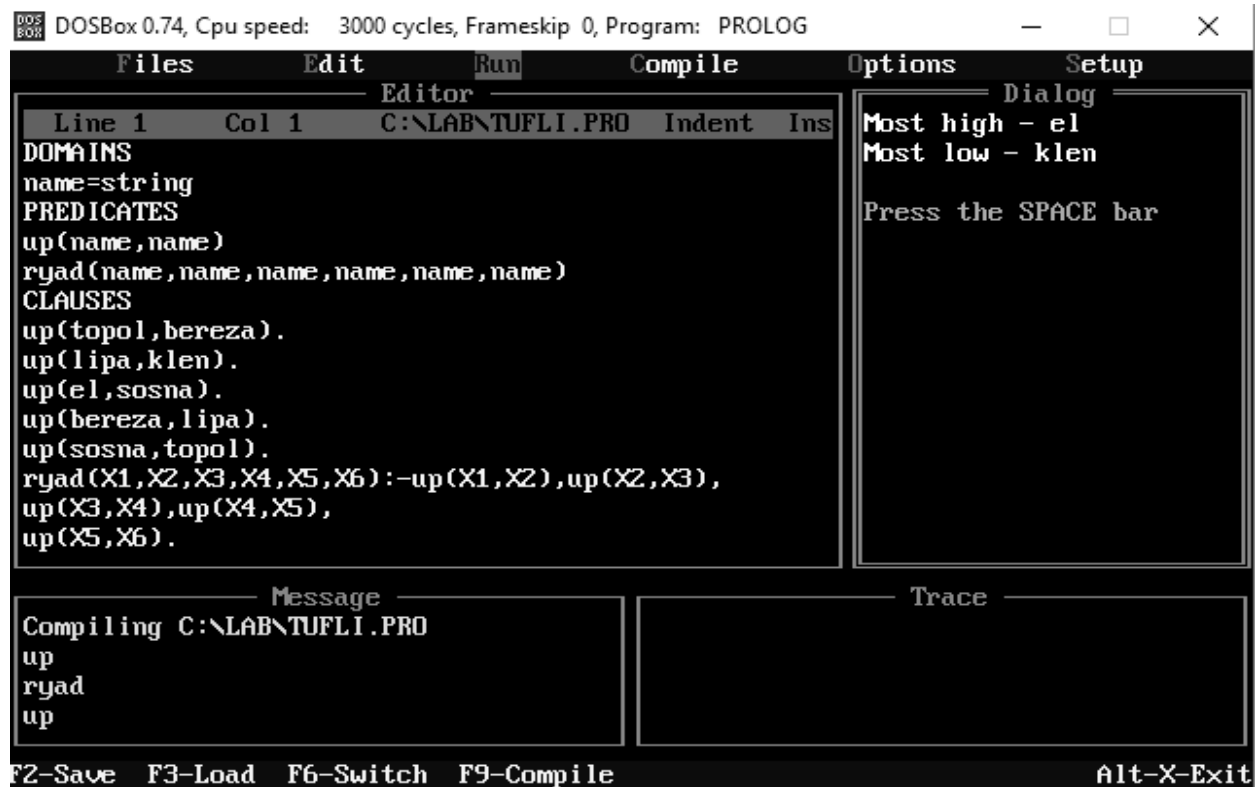 DOSBox 0.74, Cpu speed: 3000 cycles, Frameskip 0, Program: PROLOG
Files Edit Run Compile Options Setup
Editor
Line 1 Col 1 C:\LAB\TUFLI.PRO Indent Ins
DOMAINS
name=string
PREDICATES
up(name,name)
ryad(name,name,name,name,name,name)
CLAUSES
up(topol,bereza).
up(lipa,klen).
up(el,sosna).
up(bereza,lipa).
up(sosna,topol).
ryad(X1,X2,X3,X4,X5,X6):-up(X1,X2),up(X2,X3),
up(X3,X4),up(X4,X5),
up(X5,X6).
Dialog
Most high - el
Most low - klen
Press the SPACE bar
Message
Compiling C:\LAB\TUFLI.PRO
up
ryad
up
Trace
F2-Save F3-Load F6-Switch F9-Compile Alt-X-Exit